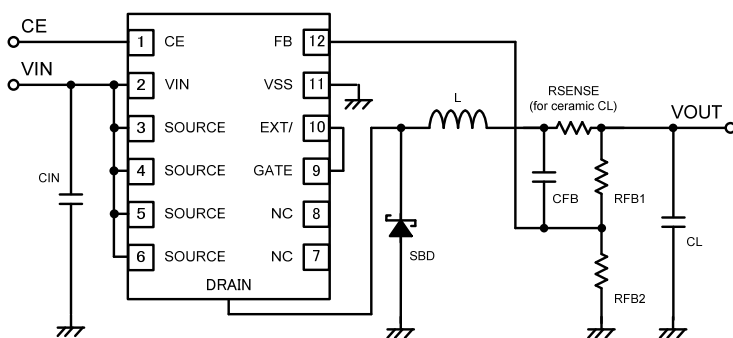 CE
VIN
1 CE FB 12
2 VIN VSS 11
3 SOURCE EXT/ 10
4 SOURCE GATE 9
5 SOURCE NC 8
6 SOURCE NC 7
DRAIN
CIN
SBD
L
RSENSE
(for ceramic CL)
VOUT
CFB
RFB1
RFB2
CL